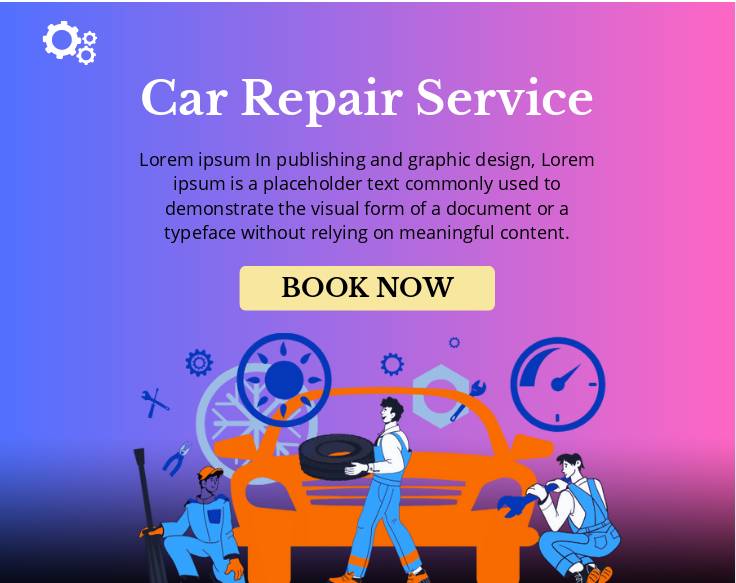 Car Repair Service
Lorem ipsum In publishing and graphic design, Lorem
ipsum is a placeholder text commonly used to
demonstrate the visual form of a document or a
typeface without relying on meaningful content.
BOOK NOW